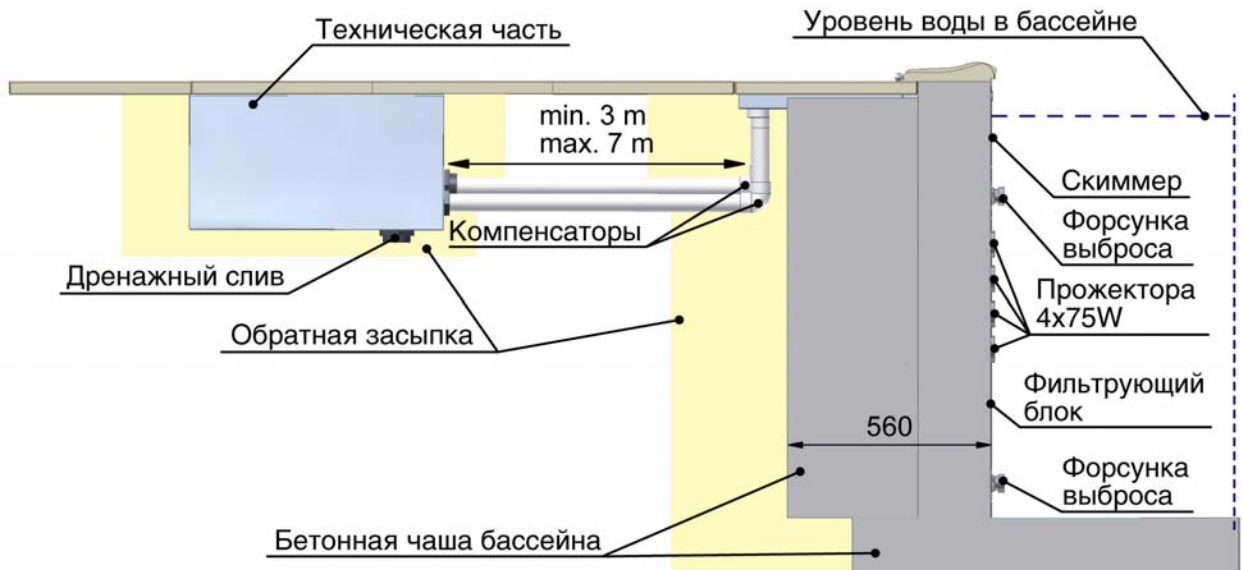 Техническая часть
Уровень воды в бассейне
min. 3 m
max. 7 m
Скиммер
Форсунка
выброса
Компенсаторы
Дренажный слив
Прожектора
4x75W
Обратная засыпка
Фильтрующий
блок
560
Форсунка
выброса
Бетонная чаша бассейна